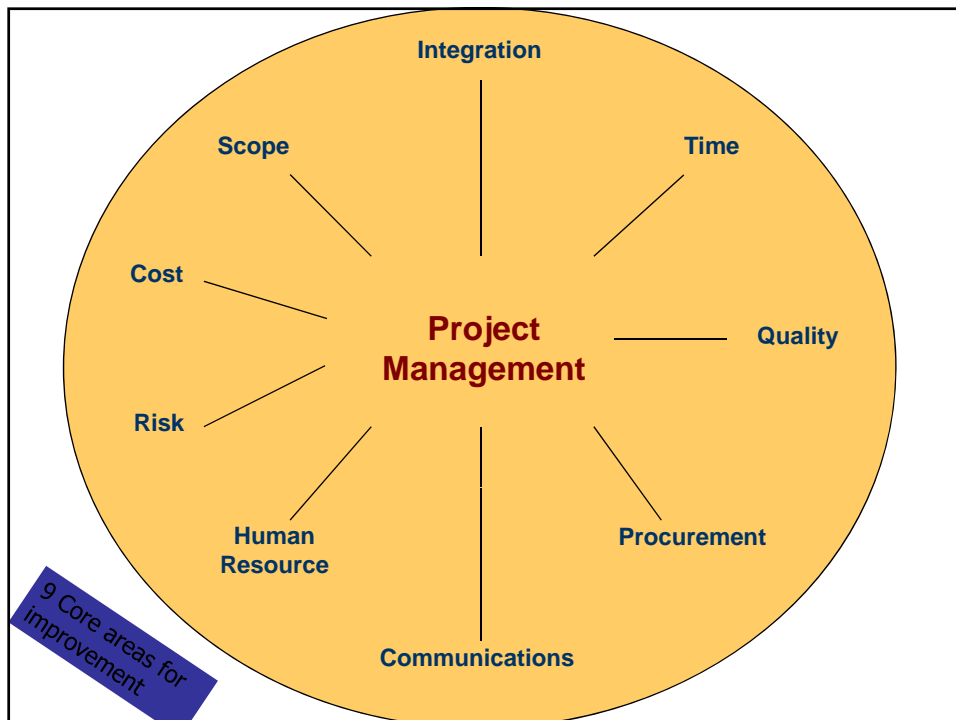 Integration
Scope
Time
Cost
Project
Management
Quality
Risk
Human
Resource
Procurement
9 Core areas for
improvement
Communications